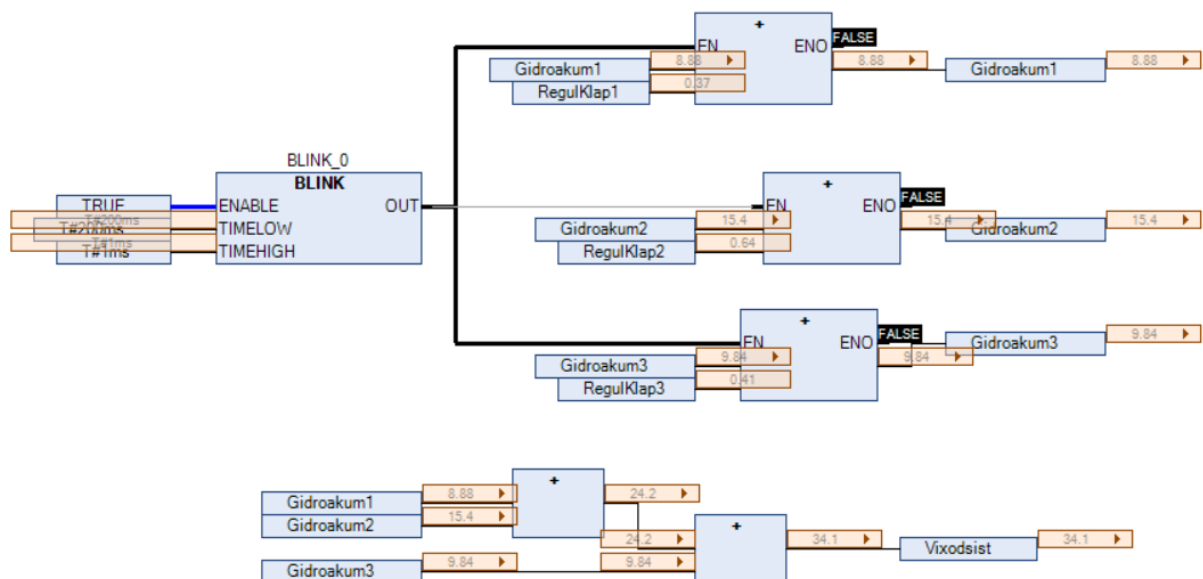 +
EN ENO FALSE
Gidroakum1 8.88 8.88 Gidroakum1 8.88
RegulKlap1 0.37
BLINK_0
BLINK
TRUE ENABLE OUT
T#200ms T#200ms TIMELOW
T#1ms T#1ms TIMEHIGH
+
EN ENO FALSE
Gidroakum2 15.4 15.4 Gidroakum2 15.4
RegulKlap2 0.64
+
EN ENO FALSE
Gidroakum3 9.84 9.84 Gidroakum3 9.84
RegulKlap3 0.41
+
Gidroakum1 8.88 24.2
Gidroakum2 15.4
+
24.2 34.1 Vixodsist 34.1
Gidroakum3 9.84 9.84